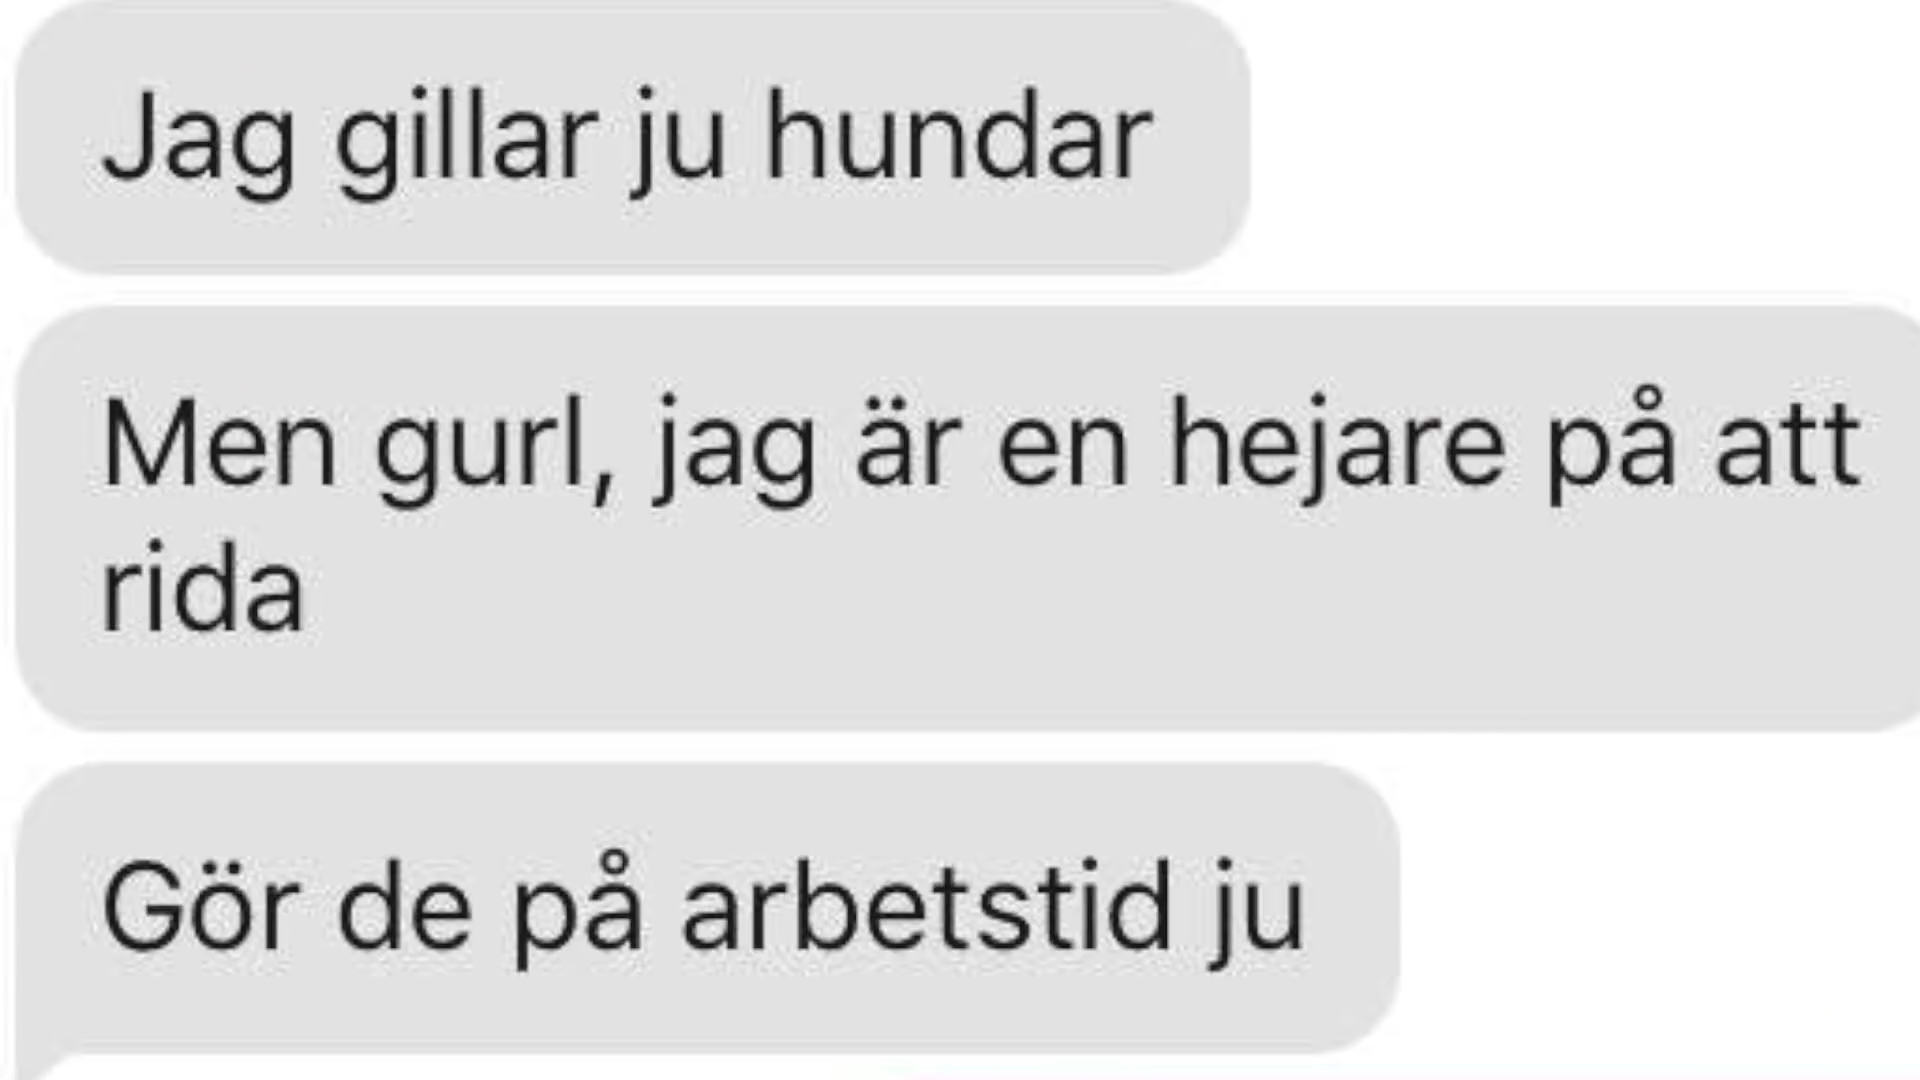 Jag gillar ju hundar
Men gurl, jag är en hejare på att
rida
Gör de på arbetstid ju